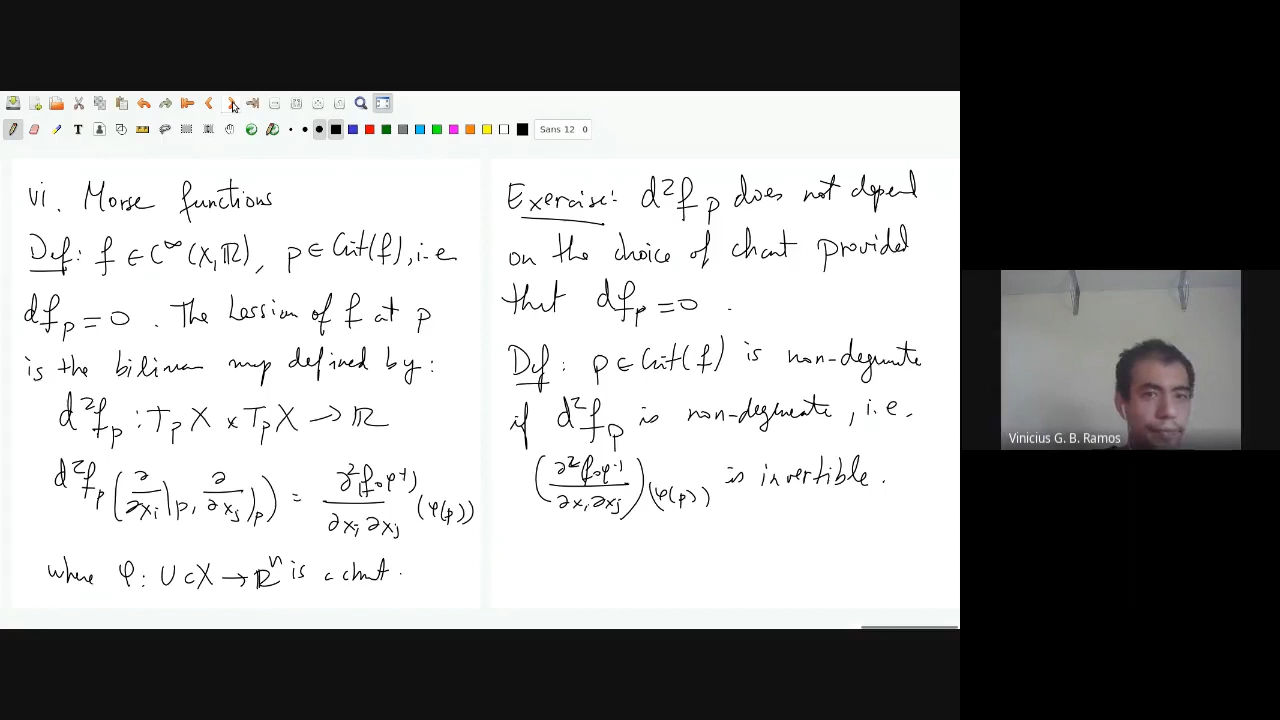 Sans 12 0
vi. Morse functions
Def: f ∈ C^∞(X,ℝ), p ∈ Crit(f), i.e
df_p = 0. The Hessian of f at p
is the bilinear map defined by:
d²f_p : T_pX × T_pX → ℝ
d²f_p(∂/∂x_i|_p, ∂/∂x_j|_p) = ∂²f∘φ⁻¹/∂x_i∂x_j (φ(p))
where φ: U⊂X → ℝⁿ is a chart.
Exercise: d²f_p does not depend
on the choice of chart provided
that df_p = 0.
Def: p ∈ Crit(f) is non-degenerate
if d²f_p is non-degenerate, i.e.
(∂²f∘φ⁻¹/∂x_i∂x_j)(φ(p)) is invertible.
Vinicius G. B. Ramos